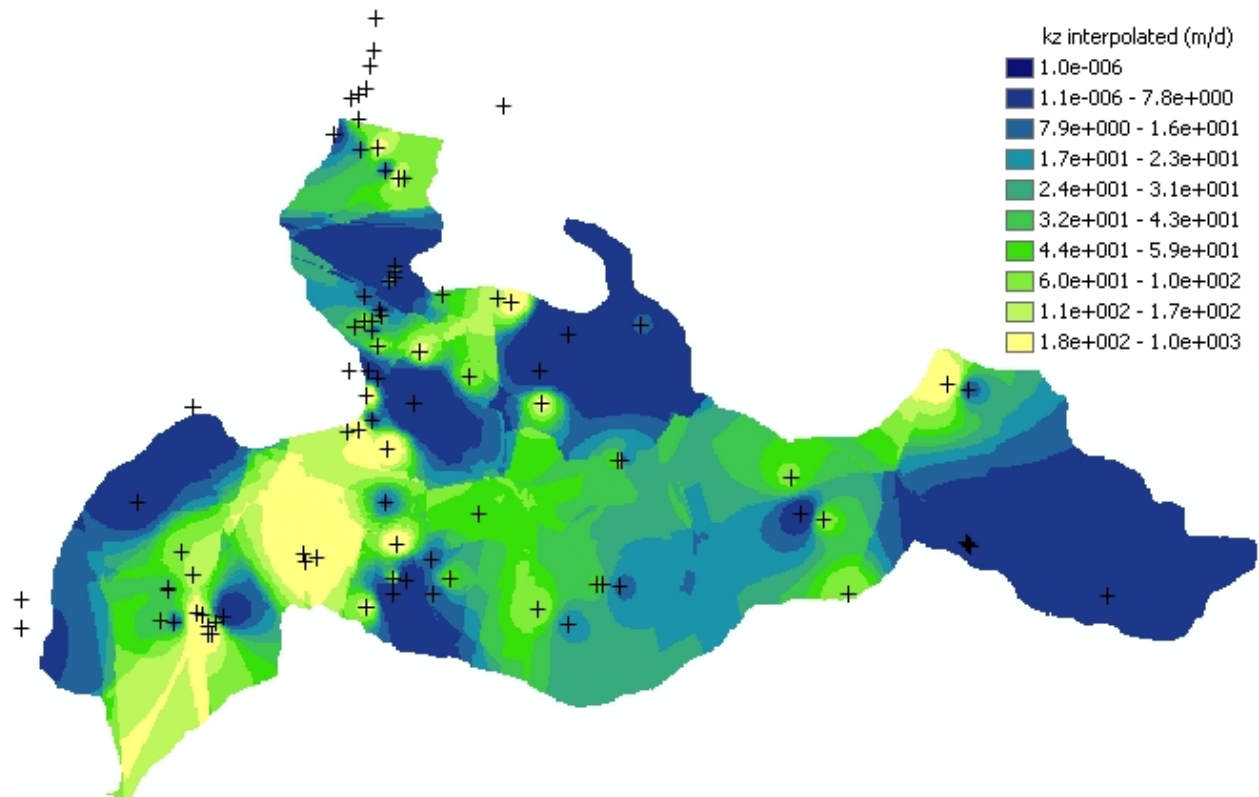 kz interpolated (m/d)
1.0e-006
1.1e-006 - 7.8e+000
7.9e+000 - 1.6e+001
1.7e+001 - 2.3e+001
2.4e+001 - 3.1e+001
3.2e+001 - 4.3e+001
4.4e+001 - 5.9e+001
6.0e+001 - 1.0e+002
1.1e+002 - 1.7e+002
1.8e+002 - 1.0e+003